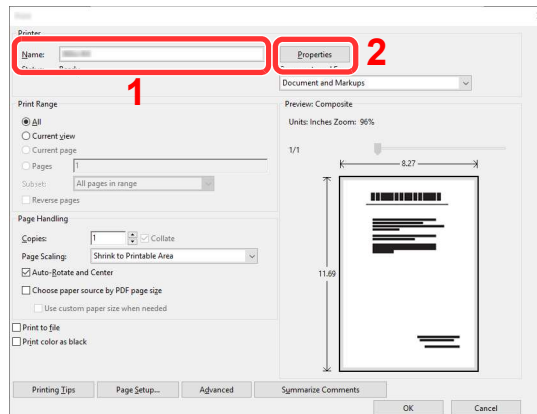 Printer
Name:
Properties
2
1
Document and Markups
Print Range
All
Current view
Current page
Pages 1
Subset: All pages in range
Reverse pages
Page Handling
Copies: 1 Collate
Page Scaling: Shrink to Printable Area
Auto-Rotate and Center
Choose paper source by PDF page size
Use custom paper size when needed
Print to file
Print color as black
Preview: Composite
Units: Inches Zoom: 96%
1/1
8.27
11.69
Printing Tips Page Setup... Advanced Summarize Comments
OK Cancel